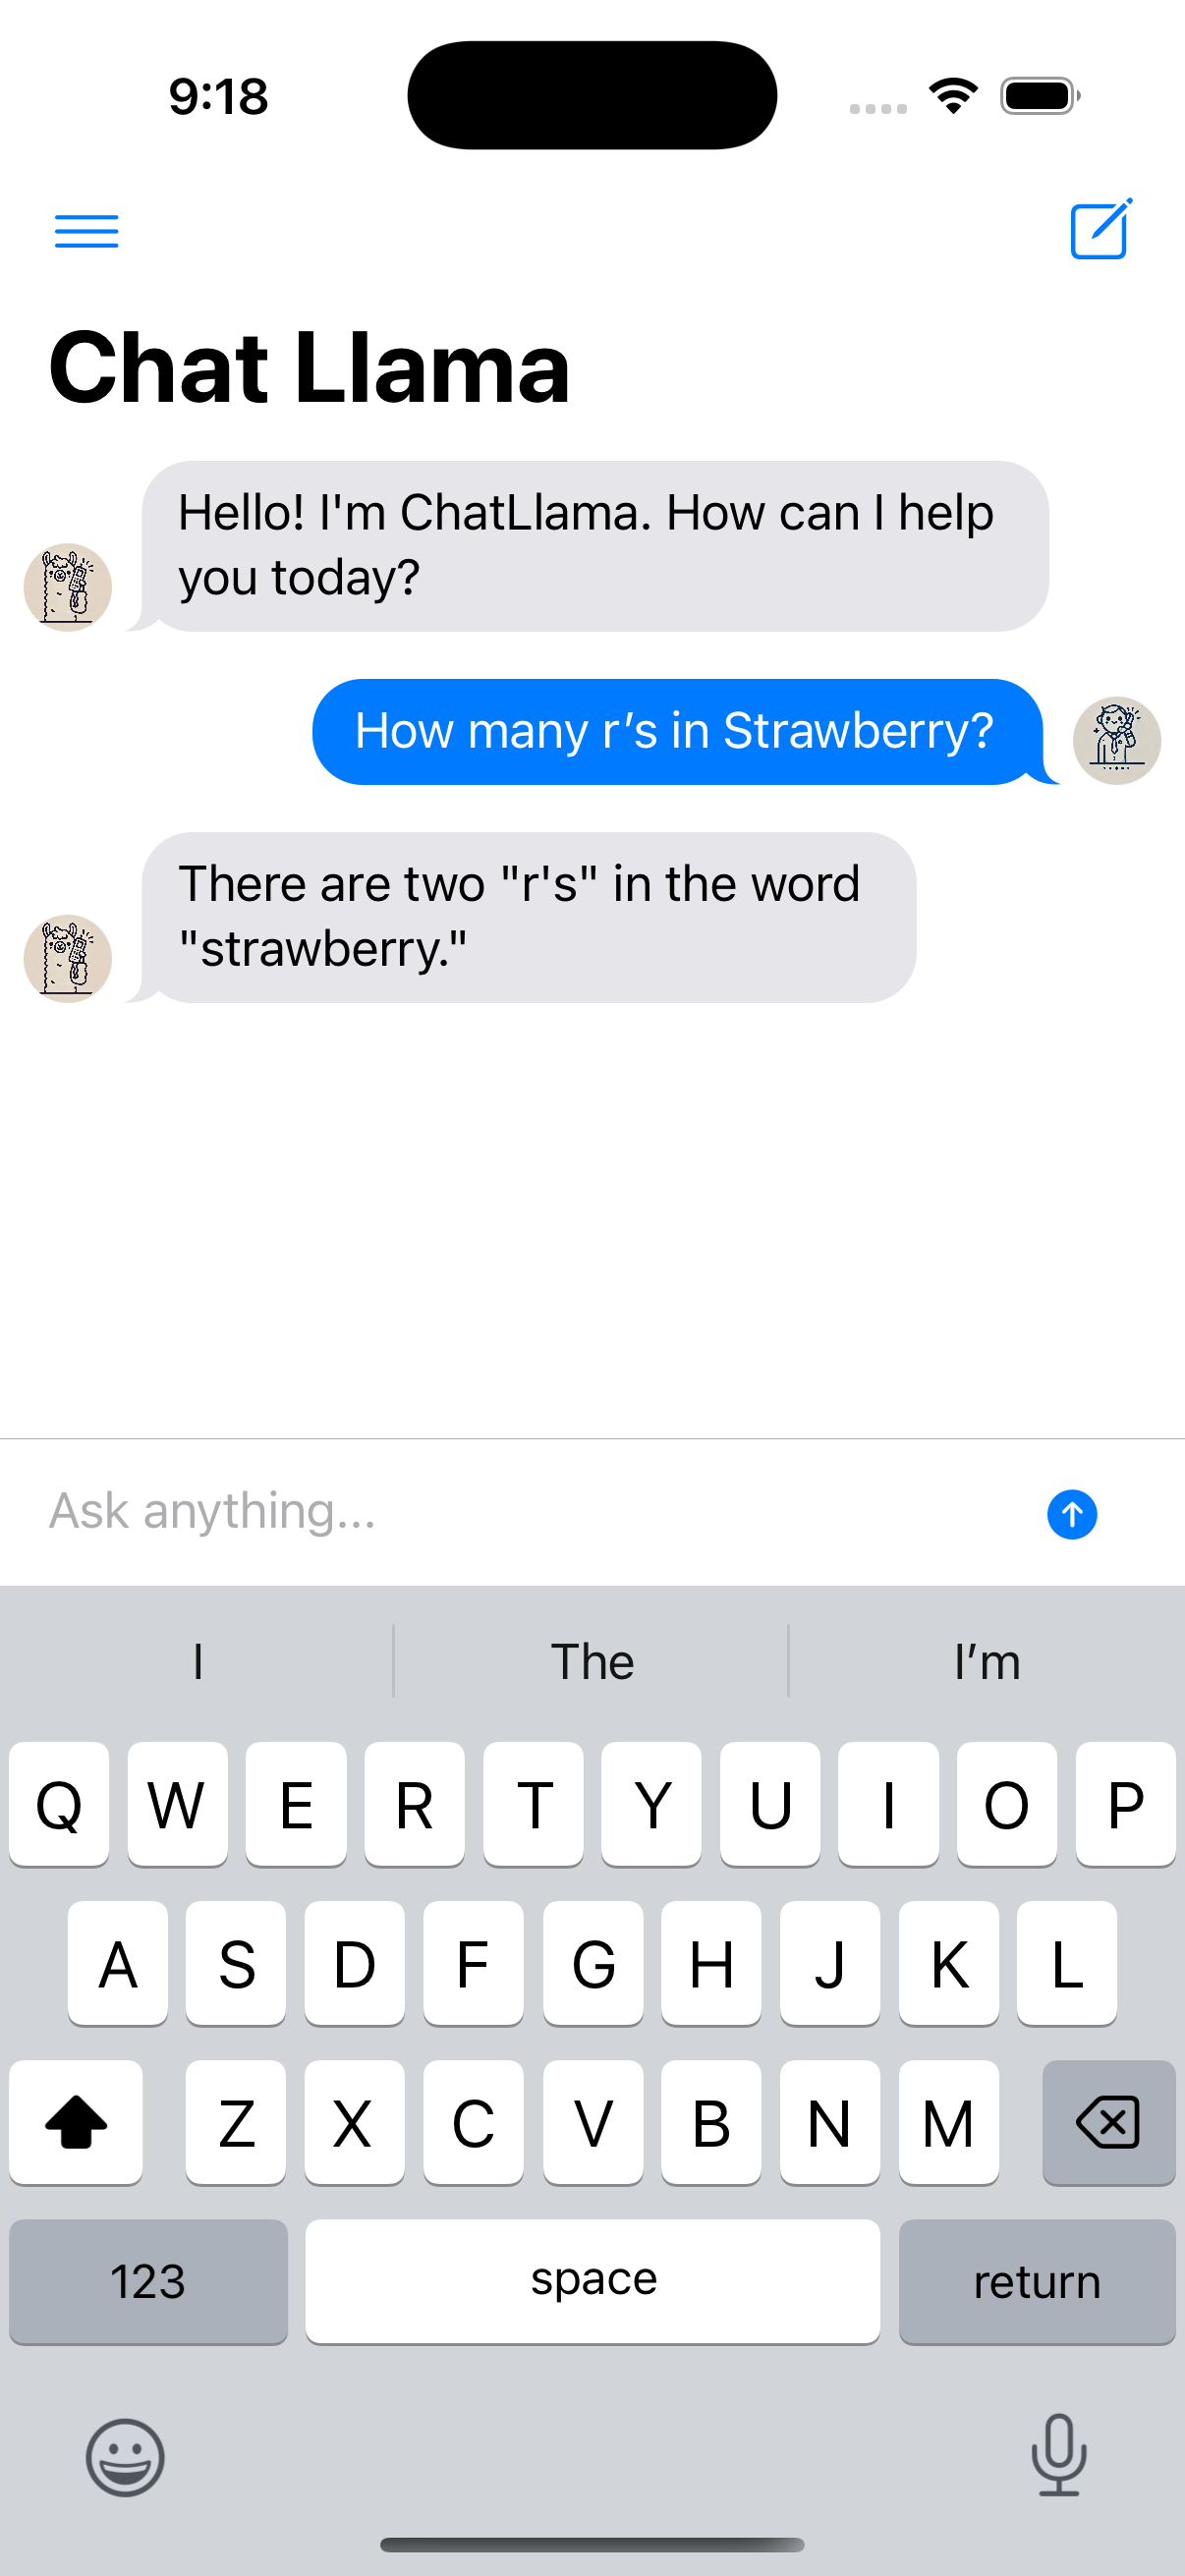 9:18
Chat Llama
Hello! I'm ChatLlama. How can I help
you today?
How many r’s in Strawberry?
There are two "r's" in the word
"strawberry."
Ask anything...
I The I’m
Q W E R T Y U I O P
A S D F G H J K L
Z X C V B N M
123 space return